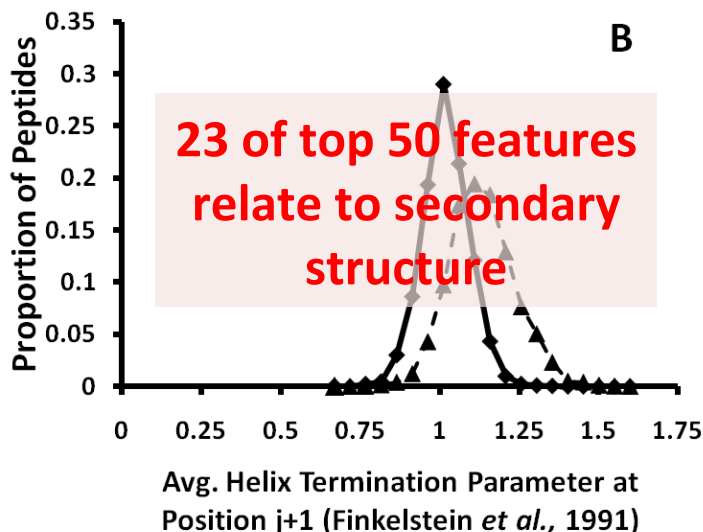 B
0.35
0.3
0.25
0.2
0.15
0.1
0.05
0
Proportion of Peptides
23 of top 50 features
relate to secondary
structure
0 0.25 0.5 0.75 1 1.25 1.5 1.75
Avg. Helix Termination Parameter at
Position j+1 (Finkelstein et al., 1991)